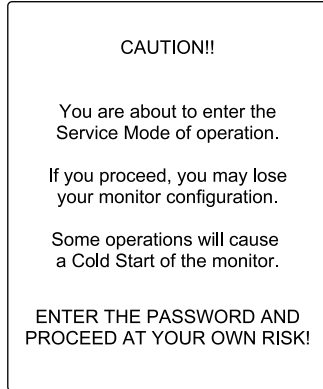 CAUTION!!
You are about to enter the
Service Mode of operation.
If you proceed, you may lose
your monitor configuration.
Some operations will cause
a Cold Start of the monitor.
ENTER THE PASSWORD AND
PROCEED AT YOUR OWN RISK!